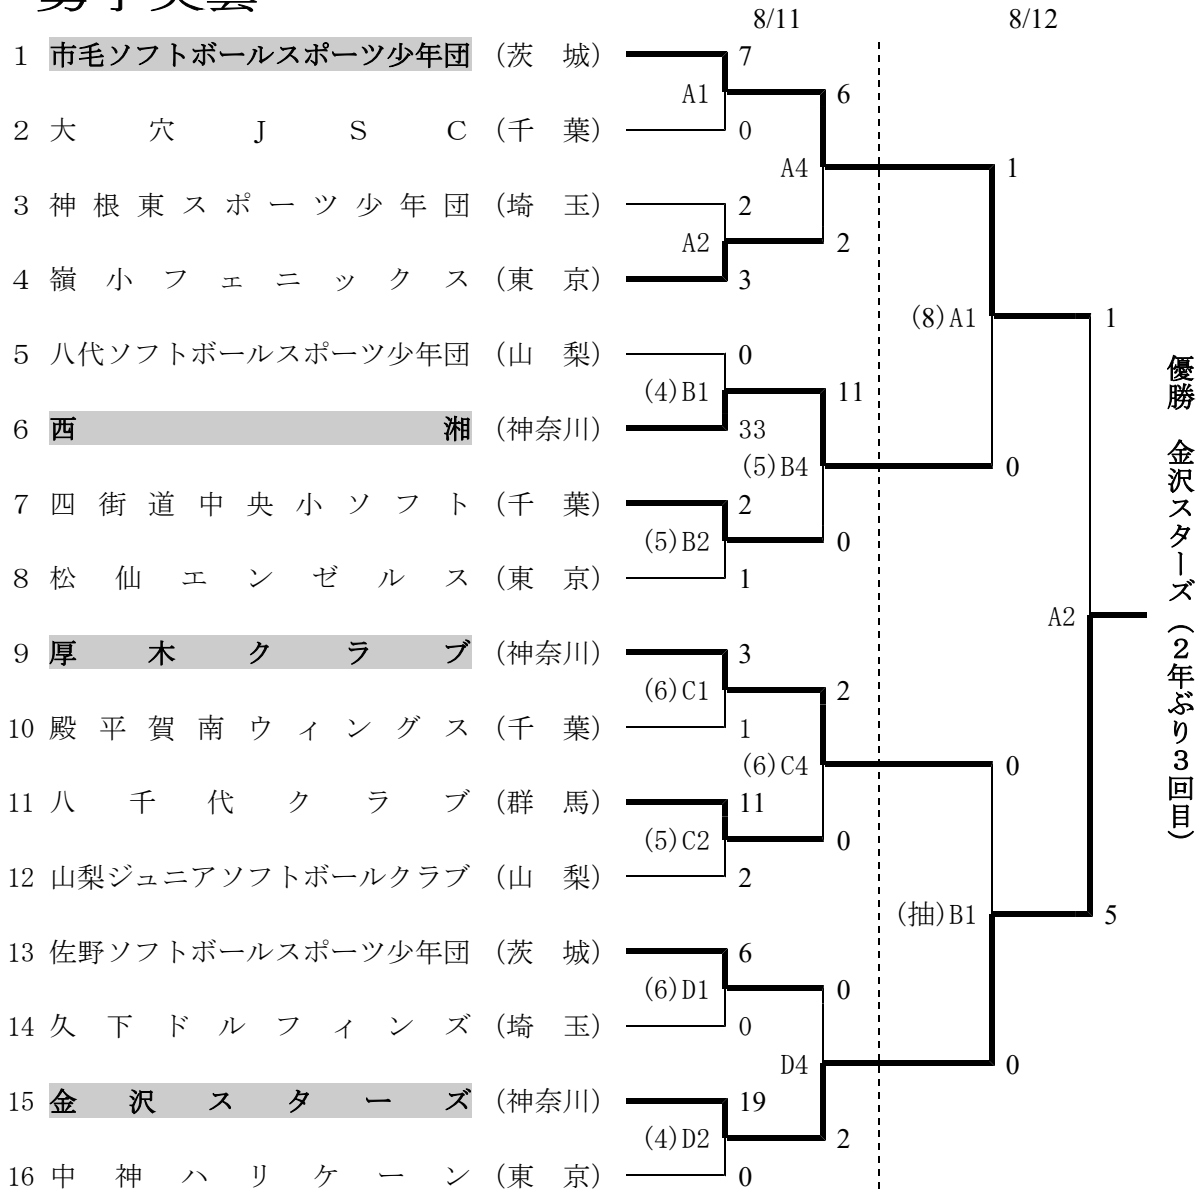 8/11 8/12
1 市毛ソフトボールスポーツ少年団 (茨 城) 7
A1 6
2 大穴JSC (千 葉) 0
A4 1
3 神根東スポーツ少年団 (埼 玉) 2
A2 2
4 嶺小フェニックス (東 京) 3
(8)A1 1
5 八代ソフトボールスポーツ少年団 (山 梨) 0
(4)B1 11
6 西湘 (神奈川) 33
(5)B4 0
7 四街道中央小ソフト (千 葉) 2
(5)B2 0
8 松仙エンゼルス (東 京) 1
A2
優勝 金沢スターズ (2年ぶり3回目)
9 厚木クラブ (神奈川) 3
(6)C1 2
10 殿平賀南ウィングス (千 葉) 1
(6)C4 0
11 八千代クラブ (群 馬) 11
(5)C2 0
12 山梨ジュニアソフトボールクラブ (山 梨) 2
(抽)B1 5
13 佐野ソフトボールスポーツ少年団 (茨 城) 6
(6)D1 0
14 久下ドルフィンズ (埼 玉) 0
D4 0
15 金沢スターズ (神奈川) 19
(4)D2 2
16 中神ハリケーン (東 京) 0